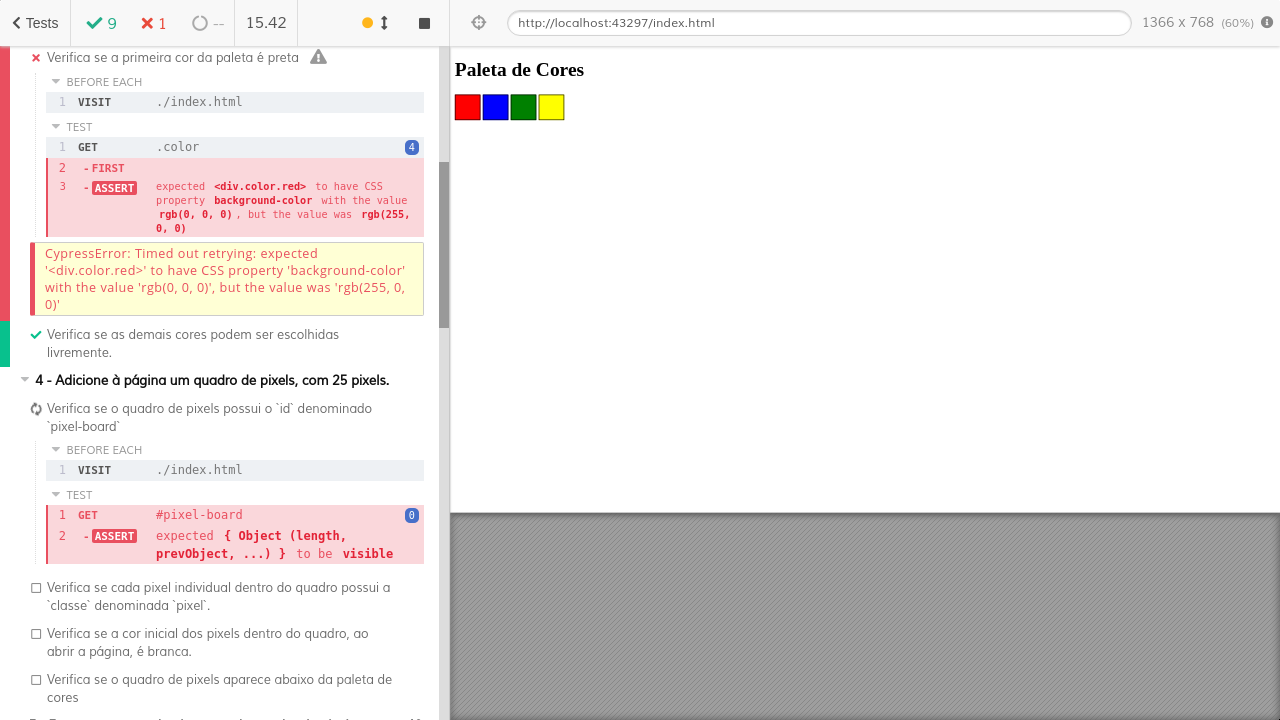 Tests 9 1 -- 15.42 http://localhost:43297/index.html 1366 x 768 (60%)
Verifica se a primeira cor da paleta é preta
BEFORE EACH
1 VISIT ./index.html
TEST
1 GET .color 4
2 - FIRST
3 - ASSERT expected <div.color.red> to have CSS
property background-color with the value
rgb(0, 0, 0), but the value was rgb(255,
0, 0)
CypressError: Timed out retrying: expected
'<div.color.red>' to have CSS property 'background-color'
with the value 'rgb(0, 0, 0)', but the value was 'rgb(255, 0,
0)'
Verifica se as demais cores podem ser escolhidas
livremente.
4 - Adicione à página um quadro de pixels, com 25 pixels.
Verifica se o quadro de pixels possui o `id` denominado
`pixel-board`
BEFORE EACH
1 VISIT ./index.html
TEST
1 GET #pixel-board 0
2 - ASSERT expected { Object (length,
prevObject, ...) } to be visible
Verifica se cada pixel individual dentro do quadro possui a
`classe` denominada `pixel`.
Verifica se a cor inicial dos pixels dentro do quadro, ao
abrir a página, é branca.
Verifica se o quadro de pixels aparece abaixo da paleta de
cores
Paleta de Cores